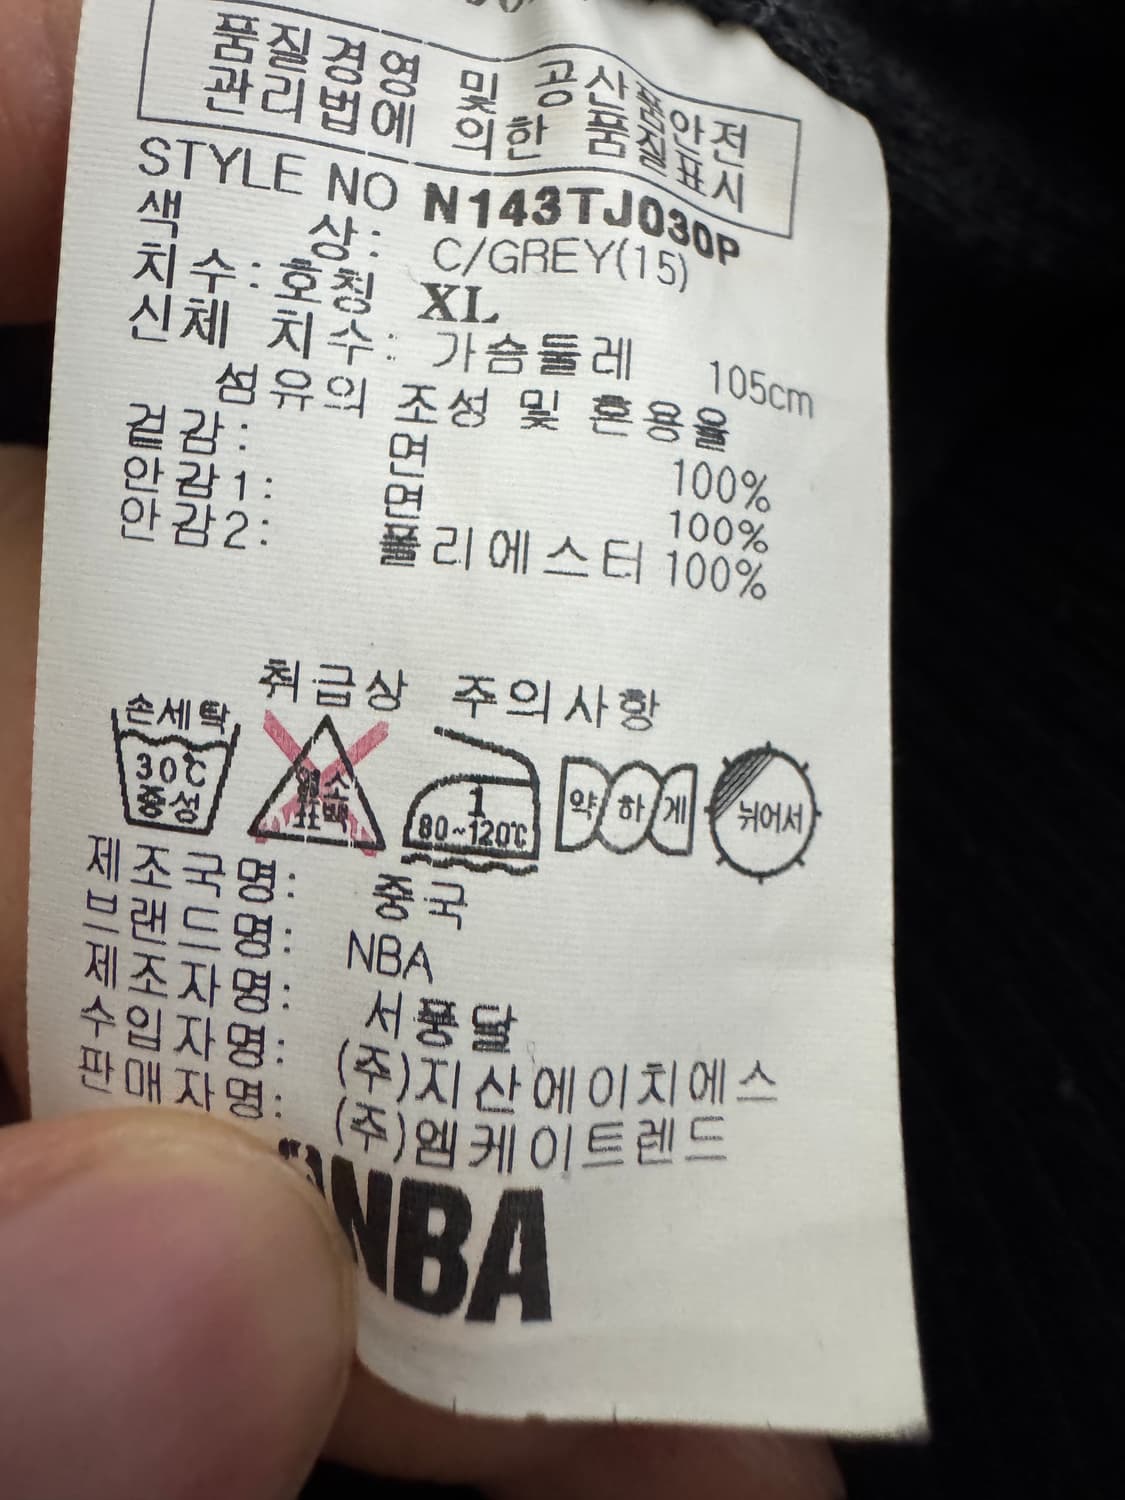 품질경영 및 공산품안전
관리법에 의한 품질표시
STYLE NO N143TJ030P
색 상: C/GREY(15)
치수: 호칭 XL
신체 치수: 가슴둘레 105cm
섬유의 조성 및 혼용율
겉감: 면 100%
안감1: 면 100%
안감2: 폴리에스터 100%
취급상 주의사항
손세탁
30℃
중성
염소
표백
1
80~120℃
약하게
뉘어서
제조국명: 중국
브랜드명: NBA
제조자명: 서풍달
수입자명: (주)지산에이치에스
판매자명: (주)엠케이트렌드
NBA